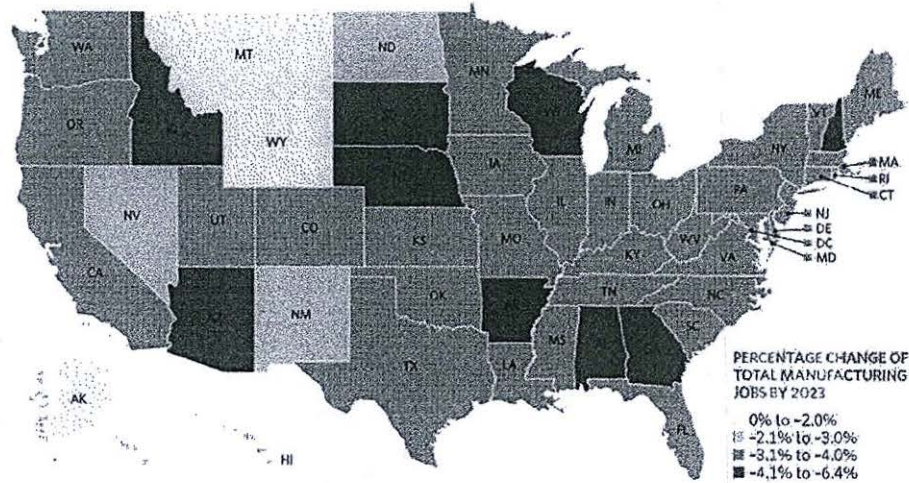 WA
MT
ND
MN
ME
VT
OR
WY
MI
NY
MA
RI
CT
IA
PA
NV
UT
CO
IL
IN
OH
NJ
DE
DC
MD
CA
KS
MO
WV
VA
KY
NC
TN
OK
NM
SC
MS
TX
LA
FL
AK
HI
PERCENTAGE CHANGE OF
TOTAL MANUFACTURING
JOBS BY 2023
0% to -2.0%
-2.1% to -3.0%
-3.1% to -4.0%
-4.1% to -6.4%